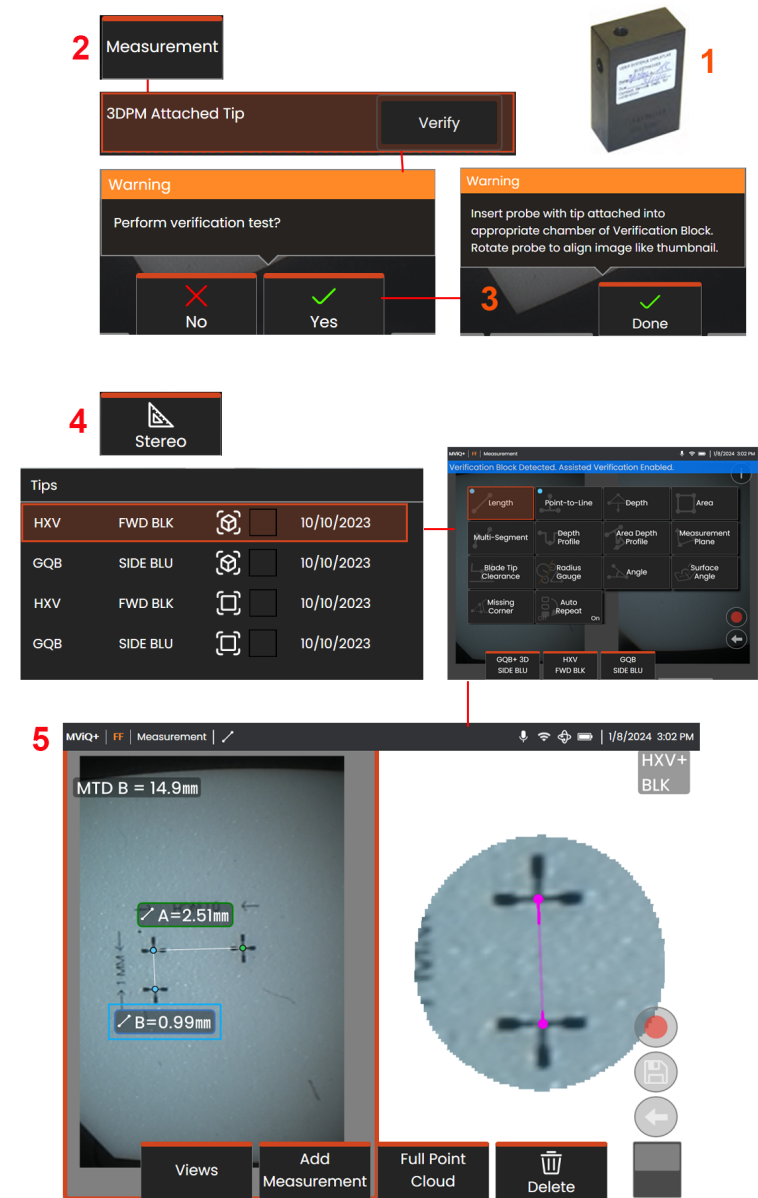 2
Measurement
1
3DPM Attached Tip
Verify
Warning
Perform verification test?
No
Yes
3
Warning
Insert probe with tip attached into
appropriate chamber of Verification Block.
Rotate probe to align image like thumbnail.
Done
4
Stereo
Tips
HXV FWD BLK 10/10/2023
GQB SIDE BLU 10/10/2023
HXV FWD BLK 10/10/2023
GQB SIDE BLU 10/10/2023
MViQ+ FF Measurement 1/8/2024 3:02 PM
Verification Block Detected. Assisted Verification Enabled.
Length
Point-to-Line
Depth
Area
Multi-Segment
Depth
Profile
Area Depth
Profile
Measurement
Plane
Blade Tip
Clearance
Radius
Gauge
Angle
Surface
Angle
Missing
Corner
Auto
Repeat
On
GQB+ 3D
SIDE BLU
HXV
FWD BLK
GQB
SIDE BLU
5
MViQ+ FF Measurement 1/8/2024 3:02 PM
MTD B = 14.9mm
HXV+
BLK
A=2.51mm
1 MM
B=0.99mm
Views
Add
Measurement
Full Point
Cloud
Delete